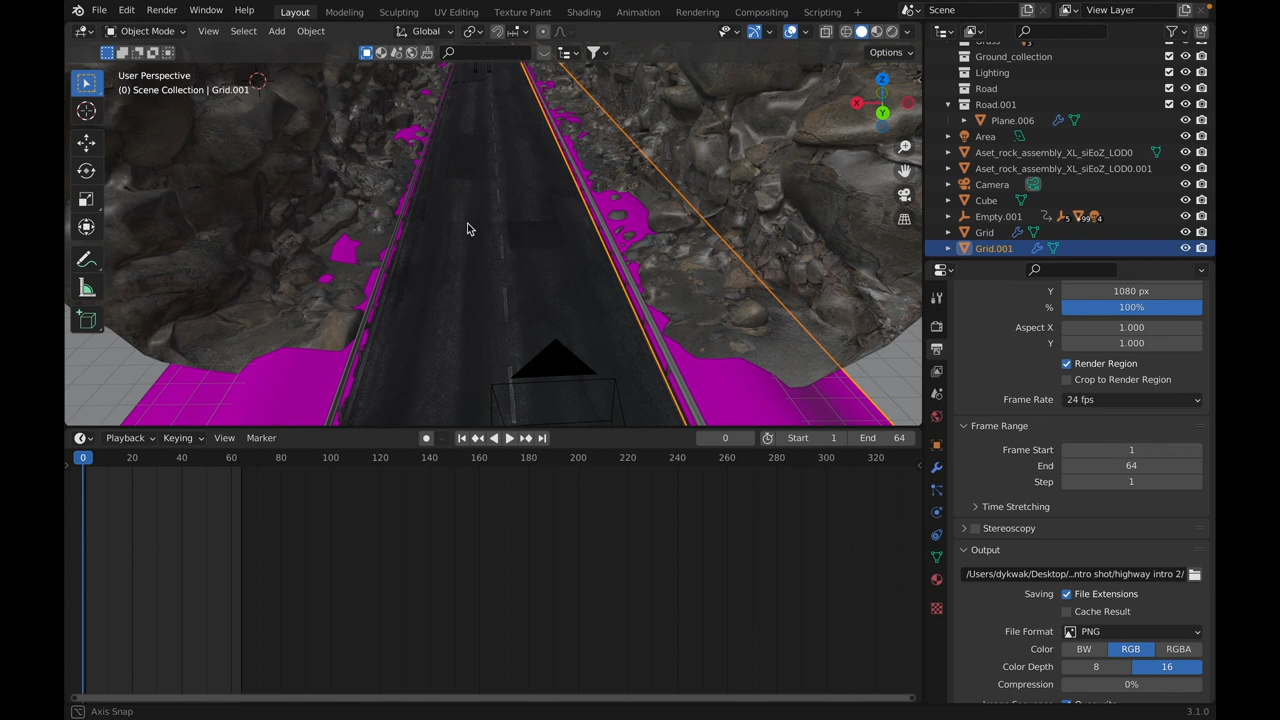 File Edit Render Window Help
Layout Modeling Sculpting UV Editing Texture Paint Shading Animation Rendering Compositing Scripting +
Scene
View Layer
Object Mode View Select Add Object
Global
Options
User Perspective
(0) Scene Collection | Grid.001
Z
X
Y
Ground_collection
Lighting
Road
Road.001
Plane.006
Area
Aset_rock_assembly_XL_siEoZ_LOD0
Aset_rock_assembly_XL_siEoZ_LOD0.001
Camera
Cube
Empty.001
Grid
Grid.001
Y 1080 px
% 100%
Aspect X 1.000
Y 1.000
Render Region
Crop to Render Region
Frame Rate 24 fps
Frame Range
Frame Start 1
End 64
Step 1
Time Stretching
Stereoscopy
Output
/Users/dykwak/Desktop/...ntro shot/highway intro 2/
Saving File Extensions
Cache Result
File Format PNG
Color BW RGB RGBA
Color Depth 8 16
Compression 0%
Playback Keying View Marker
0 Start 1 End 64
0 20 40 60 80 100 120 140 160 180 200 220 240 260 280 300 320
Axis Snap
3.1.0